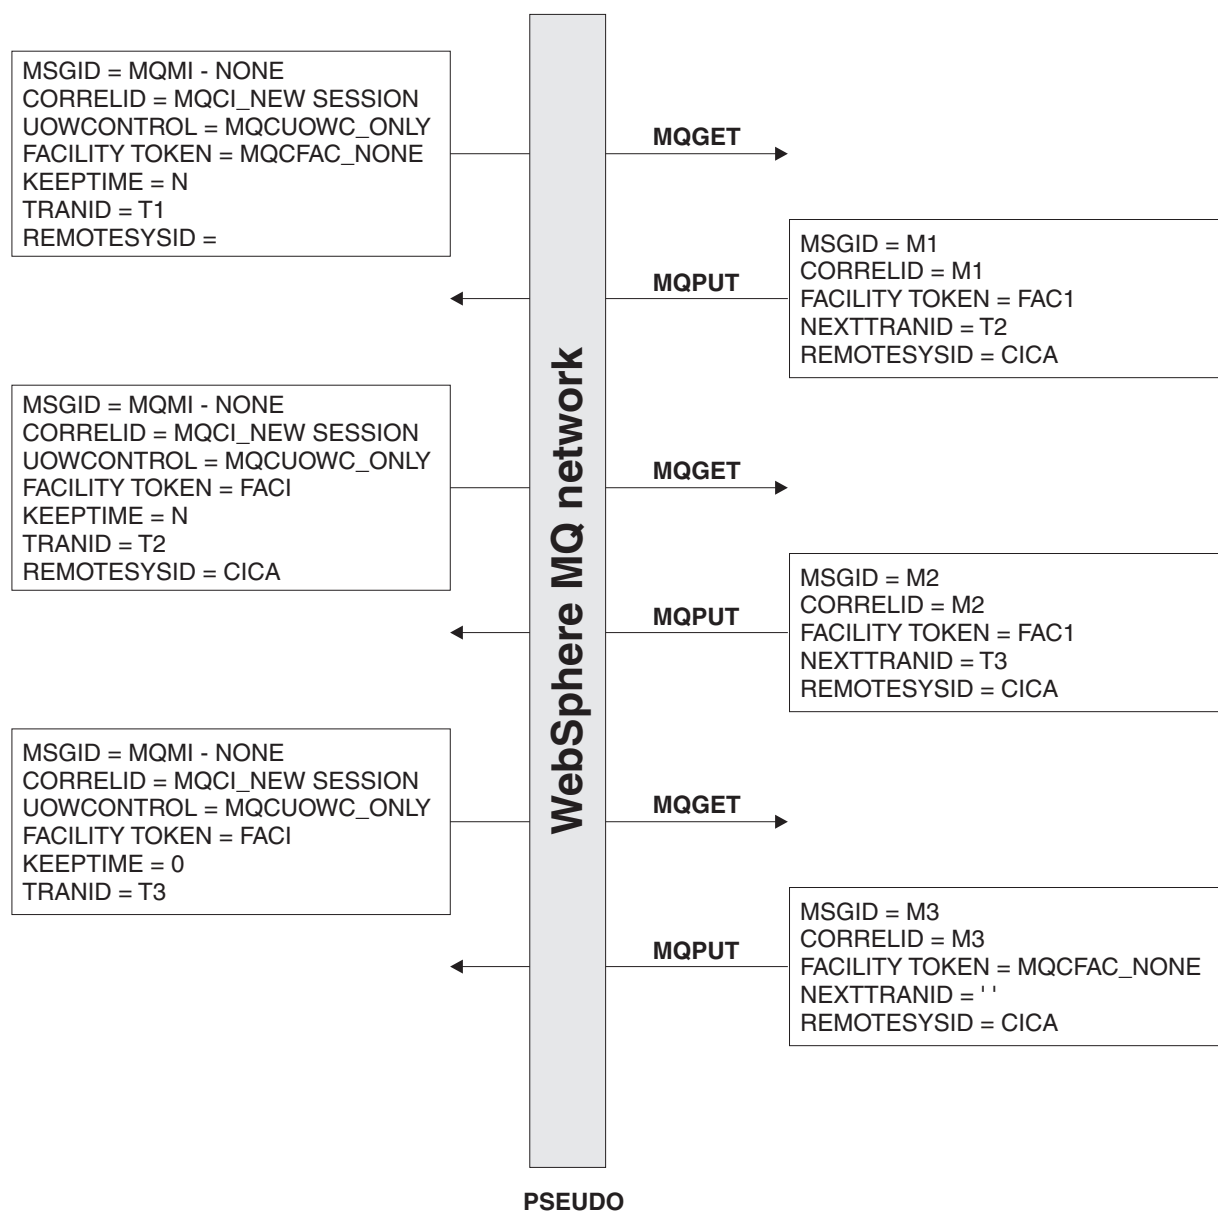 MSGID = MQMI - NONE
CORRELID = MQCI_NEW SESSION
UOWCONTROL = MQCUOWC_ONLY
FACILITY TOKEN = MQCFAC_NONE
KEEPTIME = N
TRANID = T1
REMOTESYSID =
MQGET
MQPUT
MSGID = M1
CORRELID = M1
FACILITY TOKEN = FAC1
NEXTTRANID = T2
REMOTESYSID = CICA
WebSphere MQ network
MSGID = MQMI - NONE
CORRELID = MQCI_NEW SESSION
UOWCONTROL = MQCUOWC_ONLY
FACILITY TOKEN = FACI
KEEPTIME = N
TRANID = T2
REMOTESYSID = CICA
MQGET
MQPUT
MSGID = M2
CORRELID = M2
FACILITY TOKEN = FAC1
NEXTTRANID = T3
REMOTESYSID = CICA
MSGID = MQMI - NONE
CORRELID = MQCI_NEW SESSION
UOWCONTROL = MQCUOWC_ONLY
FACILITY TOKEN = FACI
KEEPTIME = 0
TRANID = T3
MQGET
MQPUT
MSGID = M3
CORRELID = M3
FACILITY TOKEN = MQCFAC_NONE
NEXTTRANID = ' '
REMOTESYSID = CICA
PSEUDO